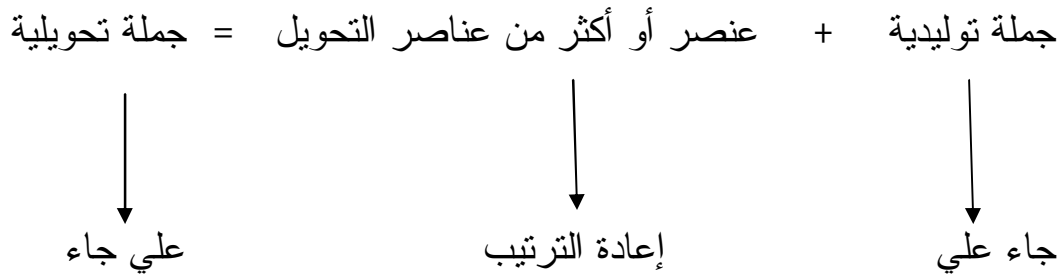 جملة توليدية + عنصر أو أكثر من عناصر التحويل = جملة تحويلية
جاء علي إعادة الترتيب علي جاء